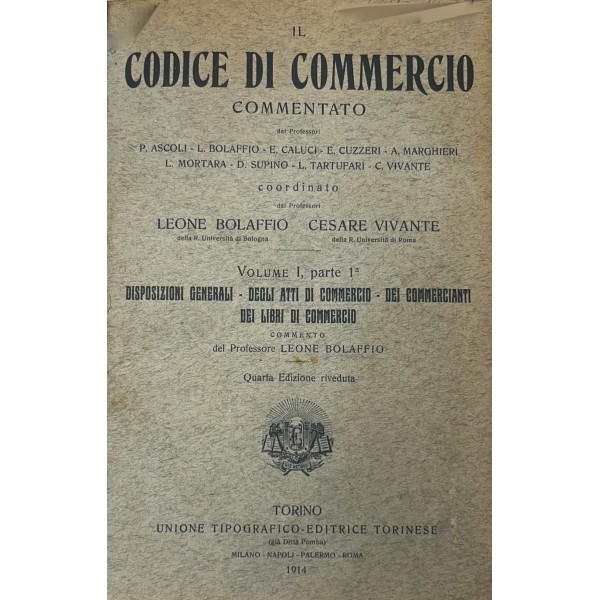 IL
CODICE DI COMMERCIO
COMMENTATO
dai Professori
P. ASCOLI - L. BOLAFFIO - E. CALUCI - E. CUZZERI - A. MARGHIERI
L. MORTARA - D. SUPINO - L. TARTUFARI - C. VIVANTE
coordinato
dai Professori
LEONE BOLAFFIO CESARE VIVANTE
della R. Università di Bologna della R. Università di Roma
VOLUME I, parte 1ª
DISPOSIZIONI GENERALI - DEGLI ATTI DI COMMERCIO - DEI COMMERCIANTI
DEI LIBRI DI COMMERCIO
COMMENTO
del Professore LEONE BOLAFFIO
Quarta Edizione riveduta
TORINO
UNIONE TIPOGRAFICO-EDITRICE TORINESE
(già Ditta Pomba)
MILANO - NAPOLI - PALERMO - ROMA
1914